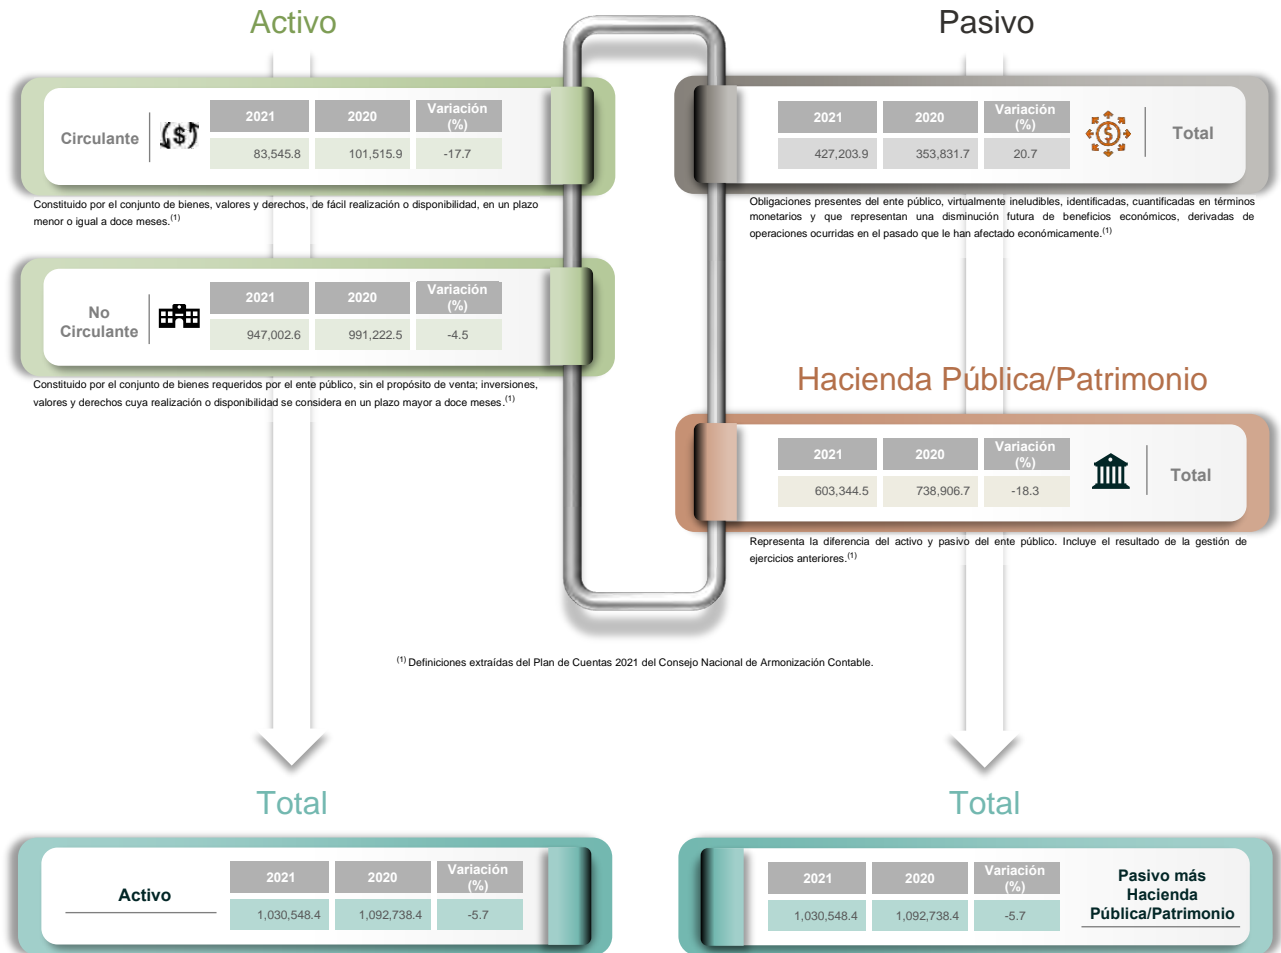 Activo
Circulante
2021 2020 Variación (%)
83,545.8 101,515.9 -17.7
Constituido por el conjunto de bienes, valores y derechos, de fácil realización o disponibilidad, en un plazo
menor o igual a doce meses.(1)
No
Circulante
2021 2020 Variación (%)
947,002.6 991,222.5 -4.5
Constituido por el conjunto de bienes requeridos por el ente público, sin el propósito de venta; inversiones,
valores y derechos cuya realización o disponibilidad se considera en un plazo mayor a doce meses.(1)
Pasivo
2021 2020 Variación (%)
427,203.9 353,831.7 20.7
Total
Obligaciones presentes del ente público, virtualmente ineludibles, identificadas, cuantificadas en términos
monetarios y que representan una disminución futura de beneficios económicos, derivadas de
operaciones ocurridas en el pasado que le han afectado económicamente.(1)
Hacienda Pública/Patrimonio
2021 2020 Variación (%)
603,344.5 738,906.7 -18.3
Total
Representa la diferencia del activo y pasivo del ente público. Incluye el resultado de la gestión de
ejercicios anteriores.(1)
(1) Definiciones extraídas del Plan de Cuentas 2021 del Consejo Nacional de Armonización Contable.
Total
Activo
2021 2020 Variación (%)
1,030,548.4 1,092,738.4 -5.7
Total
2021 2020 Variación (%)
1,030,548.4 1,092,738.4 -5.7
Pasivo más
Hacienda
Pública/Patrimonio